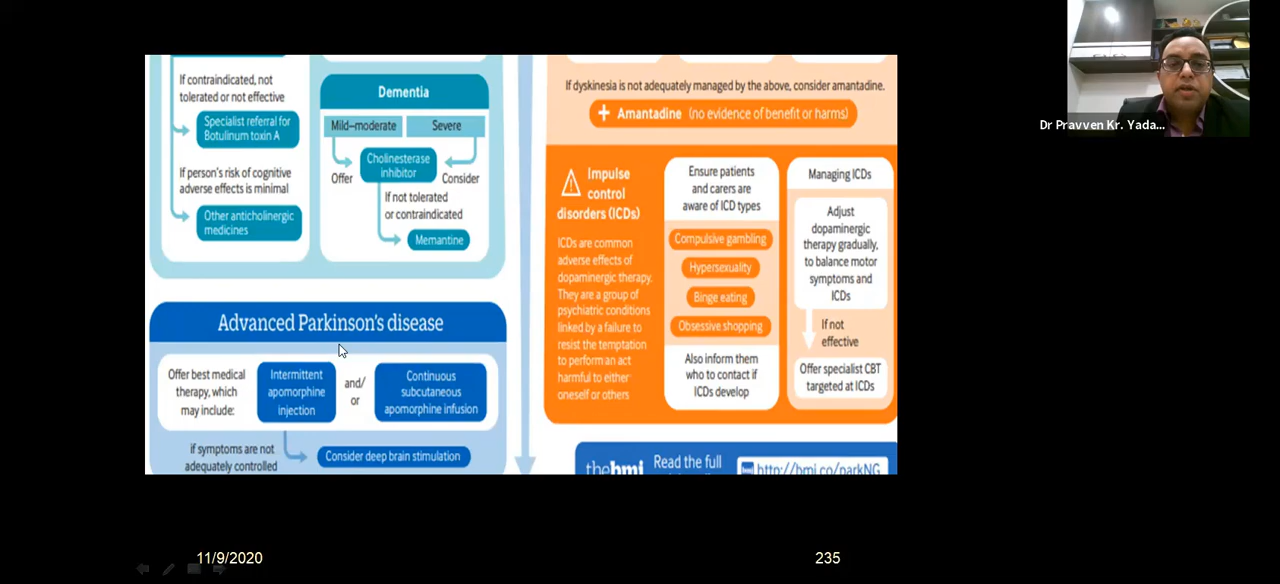 If contraindicated, not
tolerated or not effective
Specialist referral for
Botulinum toxin A
If person's risk of cognitive
adverse effects is minimal
Other anticholinergic
medicines
Dementia
Mild–moderate
Severe
Cholinesterase
inhibitor
Offer
Consider
If not tolerated
or contraindicated
Memantine
Advanced Parkinson's disease
Offer best medical
therapy, which
may include:
Intermittent
apomorphine
injection
and/
or
Continuous
subcutaneous
apomorphine infusion
if symptoms are not
adequately controlled
Consider deep brain stimulation
If dyskinesia is not adequately managed by the above, consider amantadine.
+ Amantadine (no evidence of benefit or harms)
Impulse
control
disorders (ICDs)
ICDs are common
adverse effects of
dopaminergic therapy.
They are a group of
psychiatric conditions
linked by a failure to
resist the temptation
to perform an act
harmful to either
oneself or others
Ensure patients
and carers are
aware of ICD types
Compulsive gambling
Hypersexuality
Binge eating
Obsessive shopping
Also inform them
who to contact if
ICDs develop
Managing ICDs
Adjust
dopaminergic
therapy gradually,
to balance motor
symptoms and
ICDs
If not
effective
Offer specialist CBT
targeted at ICDs
thebmj
Read the full
http://bmj.co/parkNG
Dr Pravven Kr. Yada...
11/9/2020
235